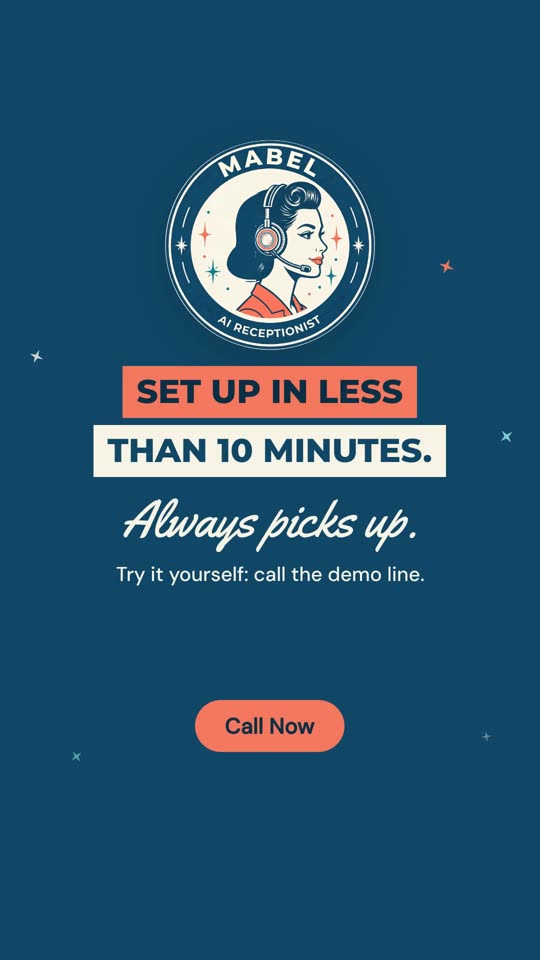 MABEL
AI RECEPTIONIST
SET UP IN LESS
THAN 10 MINUTES.
Always picks up.
Try it yourself: call the demo line.
Call Now